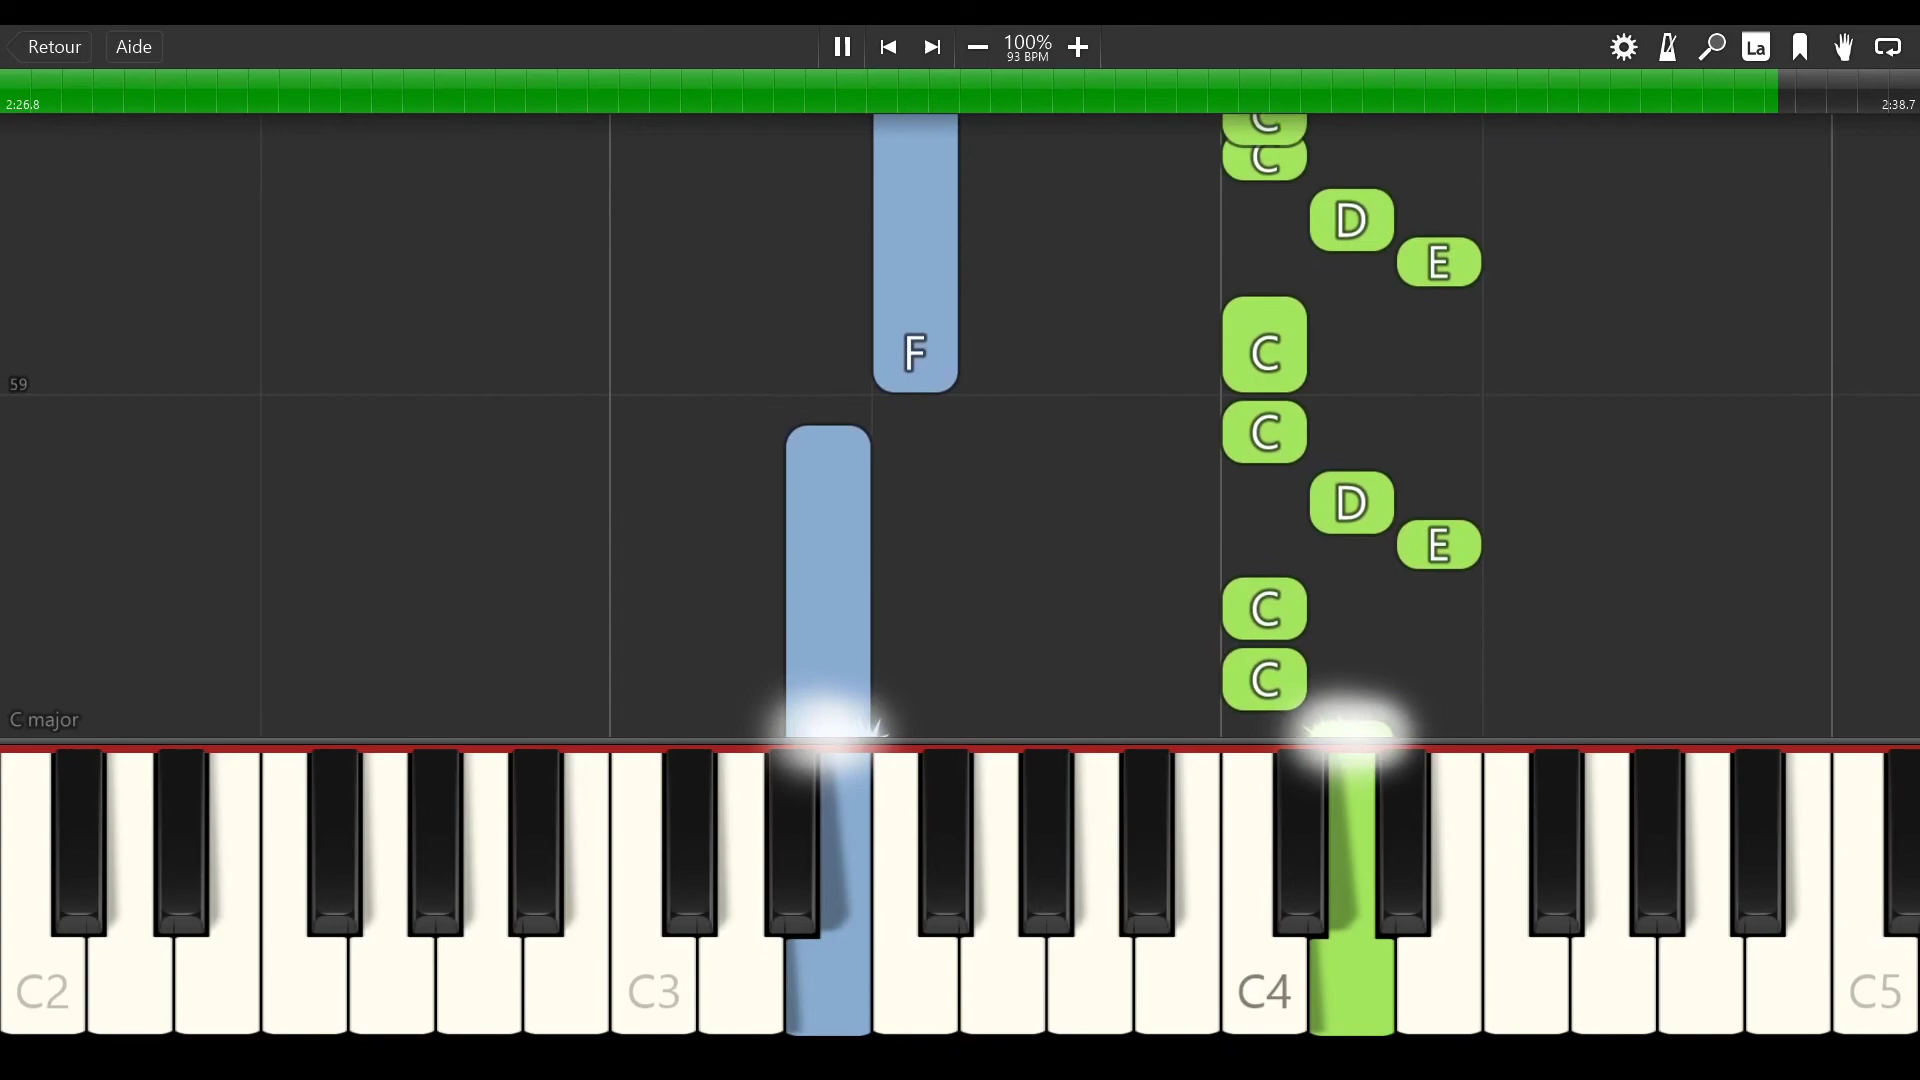 Retour
Aide
100%
93 BPM
La
2:26.8
2:38.7
C
C
D
E
C
F
59
C
D
E
C
C
C major
C2
C3
C4
C5